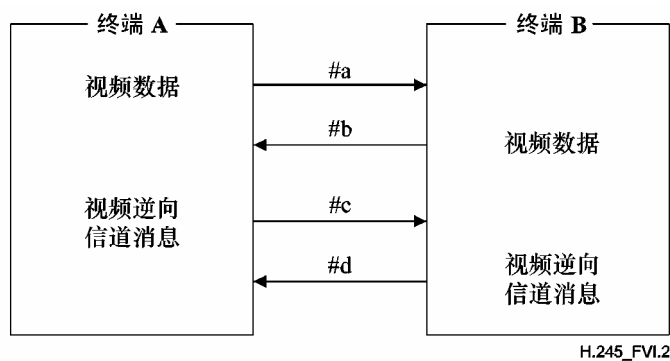 终端 A
终端 B
视频数据
#a
#b
视频数据
视频逆向
信道消息
#c
#d
视频逆向
信道消息
H.245_FVI.2